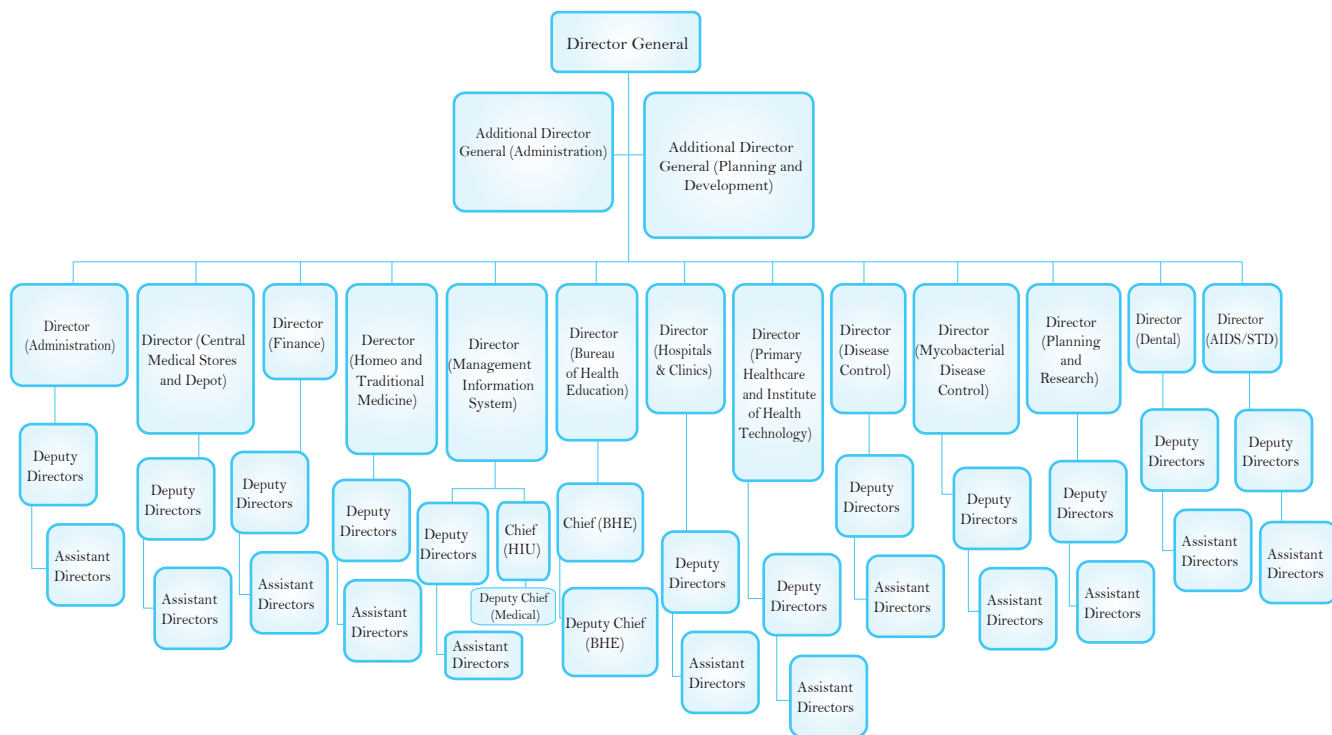 Director General
Additional Director
General (Administration)
Additional Director
General (Planning and
Development)
Director
(Administration)
Director (Central
Medical Stores
and Depot)
Director
(Finance)
Derector
(Homeo and
Traditional
Medicine)
Director
(Management
Information
System)
Director
(Bureau
of Health
Education)
Director
(Hospitals
& Clinics)
Director
(Primary
Healthcare
and Institute
of Health
Technology)
Director
(Disease
Control)
Director
(Mycobacterial
Disease
Control)
Director
(Planning
and
Research)
Director
(Dental)
Director
(AIDS/STD)
Deputy
Directors
Assistant
Directors
Deputy
Directors
Assistant
Directors
Deputy
Directors
Assistant
Directors
Deputy
Directors
Assistant
Directors
Deputy
Directors
Assistant
Directors
Chief
(HIU)
Deputy Chief
(Medical)
Chief (BHE)
Deputy Chief
(BHE)
Deputy
Directors
Assistant
Directors
Deputy
Directors
Assistant
Directors
Deputy
Directors
Assistant
Directors
Deputy
Directors
Assistant
Directors
Deputy
Directors
Assistant
Directors
Deputy
Directors
Assistant
Directors
Deputy
Directors
Assistant
Directors